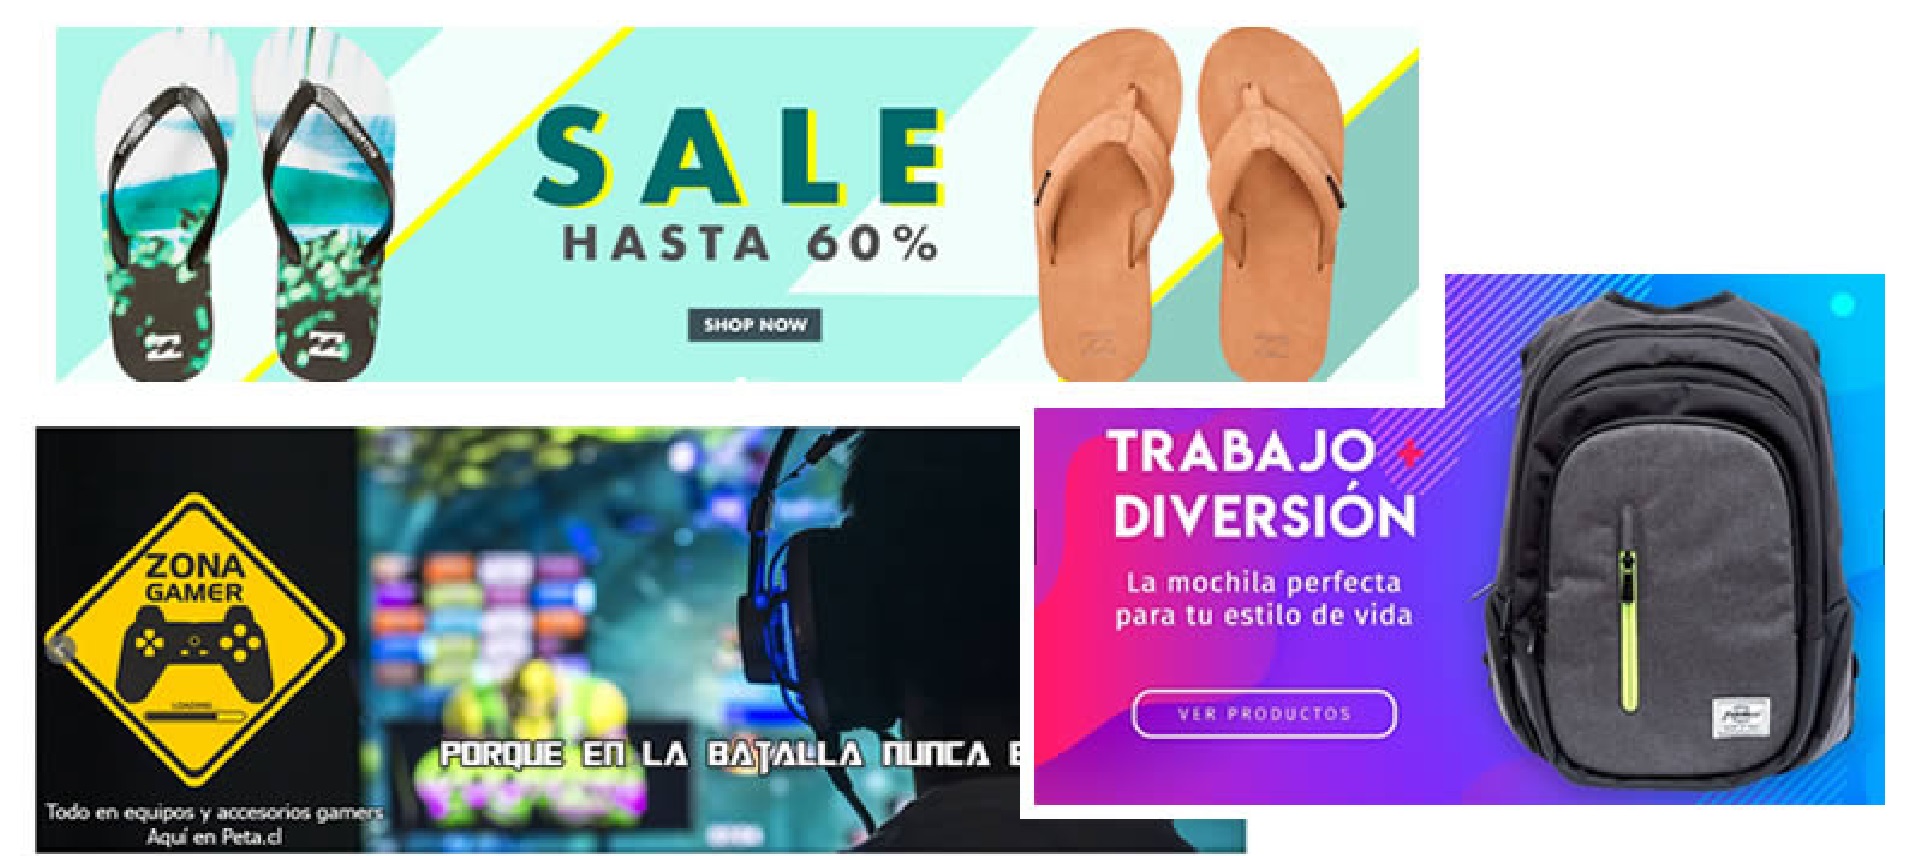 SALE
HASTA 60%
SHOP NOW
TRABAJO +
DIVERSIÓN
La mochila perfecta
para tu estilo de vida
VER PRODUCTOS
ZONA
GAMER
LOADING
PORQUE EN LA BATALLA NUNCA E
Todo en equipos y accesorios gamers
Aquí en Peta.cl